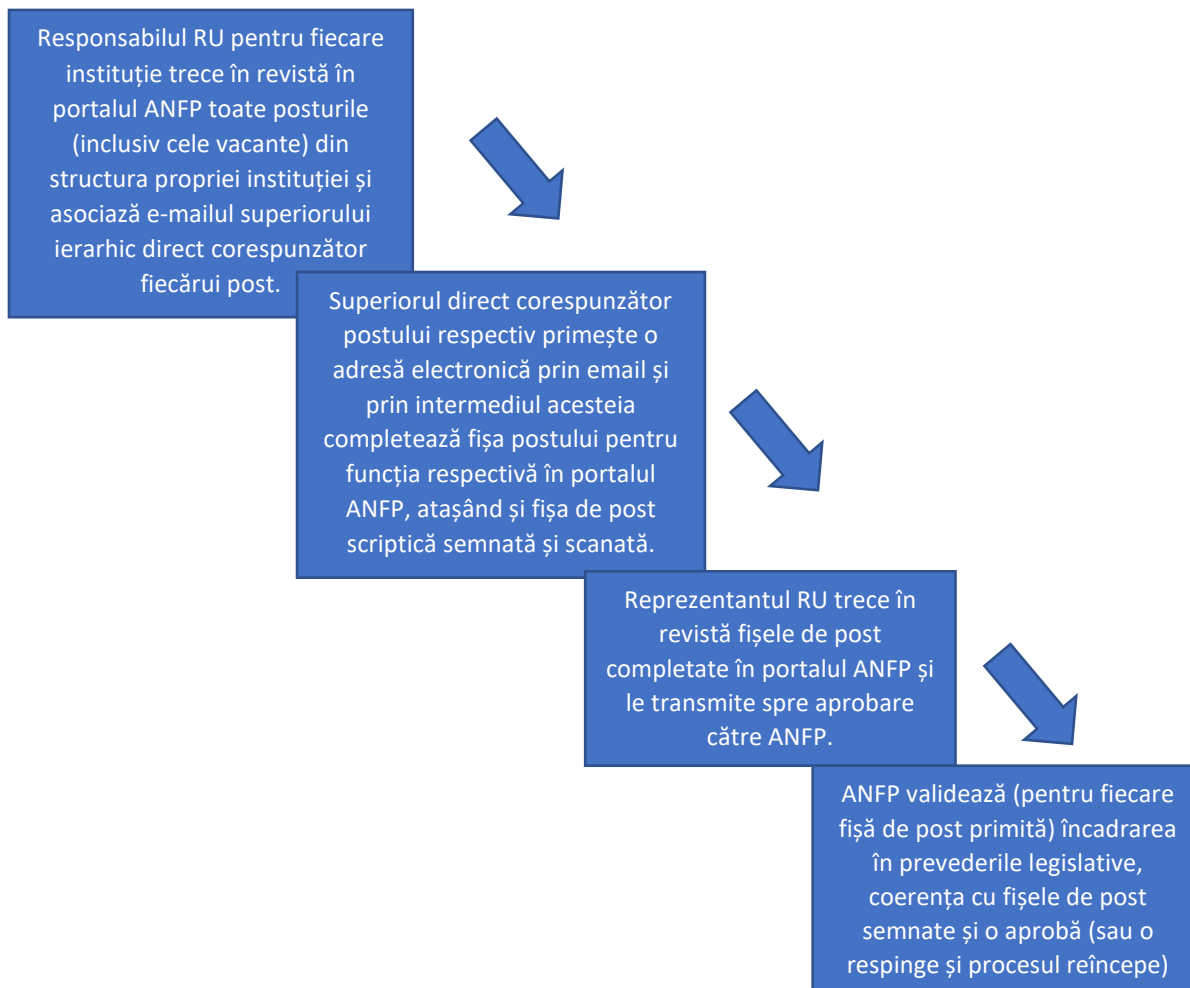 Responsabilul RU pentru fiecare
instituție trece în revistă în
portalul ANFP toate posturile
(inclusiv cele vacante) din
structura propriei instituției și
asociază e-mailul superiorului
ierarhic direct corespunzător
fiecărui post.
Superiorul direct corespunzător
postului respectiv primește o
adresă electronică prin email și
prin intermediul acesteia
completează fișa postului pentru
funcția respectivă în portalul
ANFP, atașând și fișa de post
scriptică semnată și scanată.
Reprezentantul RU trece în
revistă fișele de post
completate în portalul ANFP și
le transmite spre aprobare
către ANFP.
ANFP validează (pentru fiecare
fișă de post primită) încadrarea
în prevederile legislative,
coerența cu fișele de post
semnate și o aprobă (sau o
respinge și procesul reîncepe)